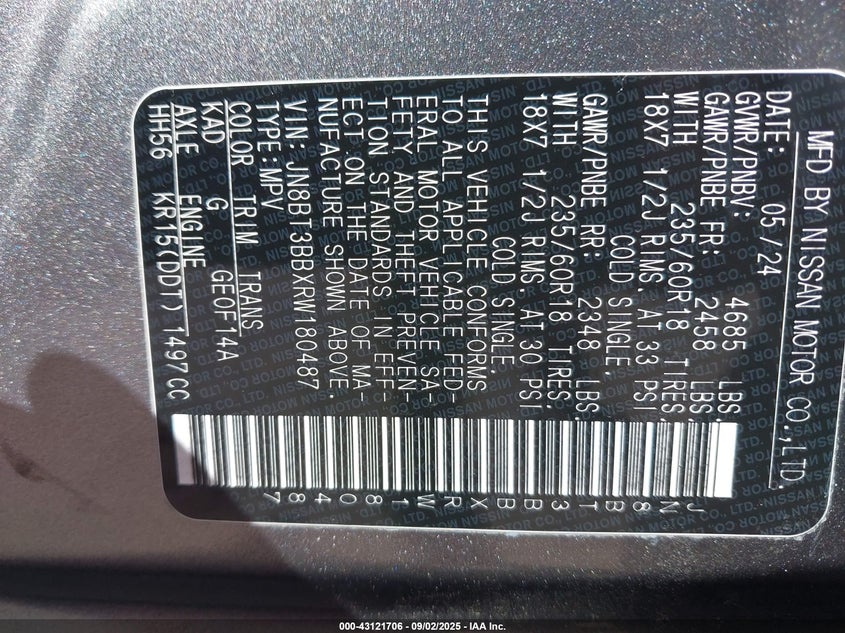 MFD BY NISSAN MOTOR CO.,LTD.
DATE: 05/24
GVWR/PNBV: 4685 LBS.
GAWR/PNBE FR: 2458 LBS.
WITH 235/60R18 TIRES,
18X7 1/2J RIMS, AT 33 PSI
COLD SINGLE,
GAWR/PNBE RR: 2348 LBS.
WITH 235/60R18 TIRES,
18X7 1/2J RIMS, AT 30 PSI
COLD SINGLE.
THIS VEHICLE CONFORMS
TO ALL APPLICABLE FED-
ERAL MOTOR VEHICLE SA-
FETY AND THEFT PREVEN-
TION STANDARDS IN EFF-
ECT ON THE DATE OF MA-
NUFACTURE SHOWN ABOVE.
VIN: JN8BT3BBXRW180487
TYPE:MPV
COLOR TRIM TRANS
KAD G GE0F14A
AXLE ENGINE
HH56 KR15(DDT) 1497CC
JN8BT3BBXRW180487
000-43121706 - 09/02/2025 - IAA Inc.